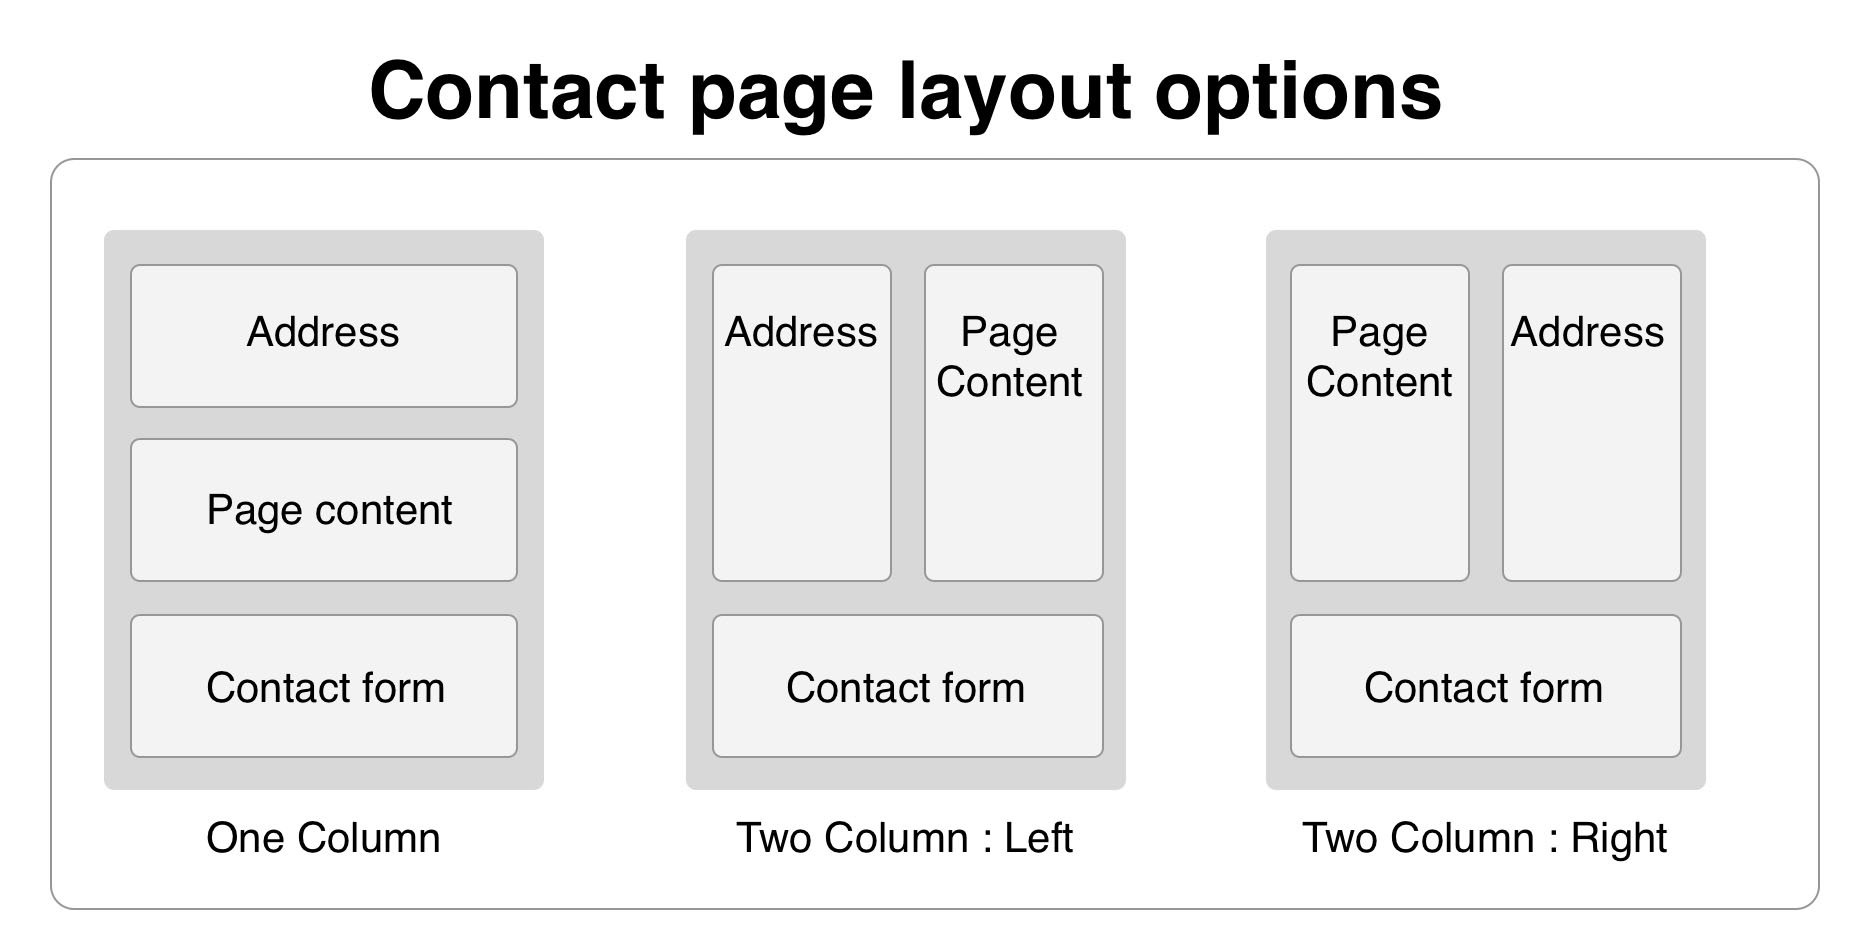 Contact page layout options
Address
Page content
Contact form
One Column
Address
Page
Content
Contact form
Two Column : Left
Page
Content
Address
Contact form
Two Column : Right